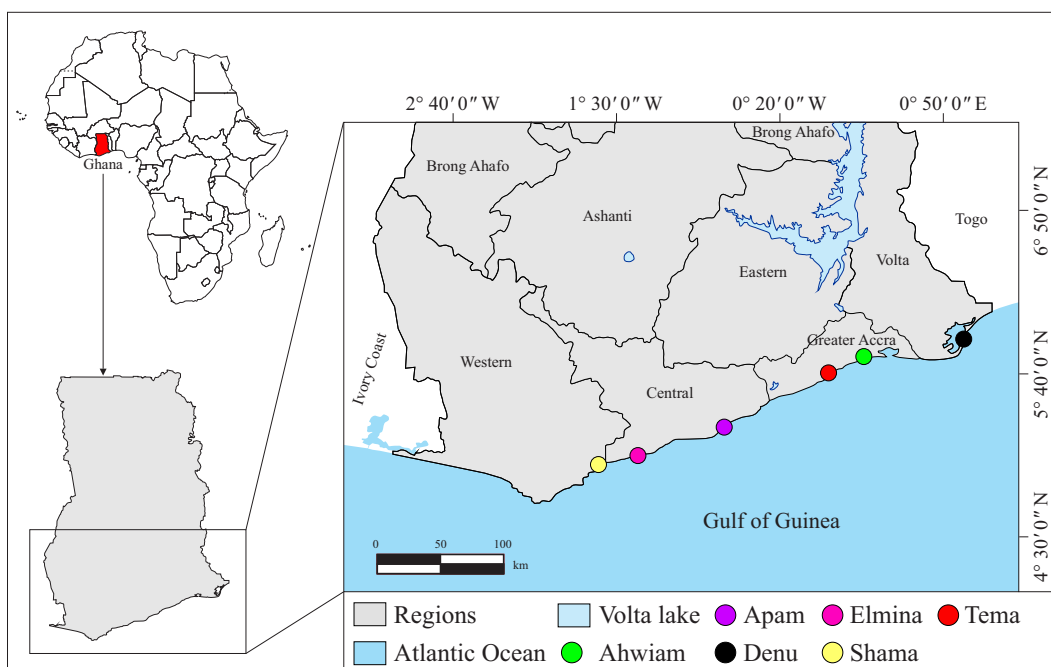 Ghana
2° 40′ 0″ W
1° 30′ 0″ W
0° 20′ 0″ W
0° 50′ 0″ E
Brong Ahafo
Brong Ahafo
Ashanti
Togo
Eastern
Volta
6° 50′ 0″ N
Ivory Coast
Western
Greater Accra
Central
5° 40′ 0″ N
Gulf of Guinea
4° 30′ 0″ N
0 50 100
km
Regions Volta lake Apam Elmina Tema
Atlantic Ocean Ahwiam Denu Shama